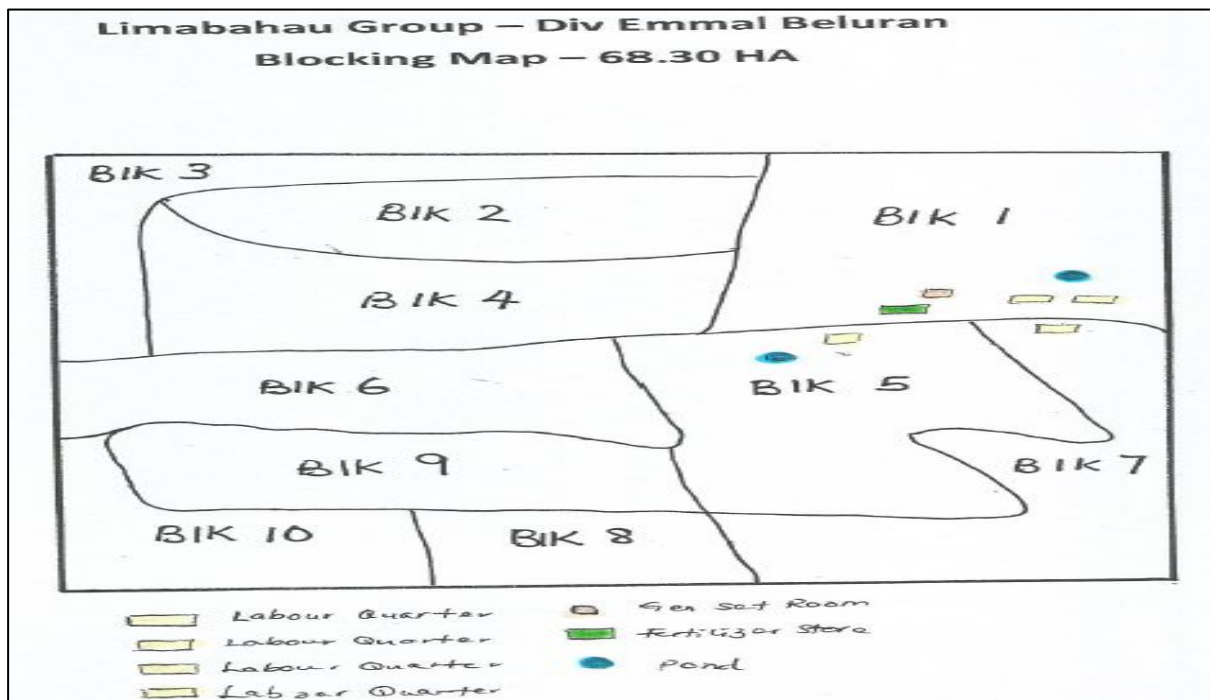 Limabahau Group – Div Emmal Beluran
Blocking Map – 68.30 HA
BIK 3
BIK 2
BIK 1
BIK 4
BIK 6
BIK 5
BIK 9
BIK 7
BIK 10
BIK 8
Labour Quarter
Gen set Room
Labour Quarter
Fertilizer Store
Labour Quarter
Pond
Labour Quarter